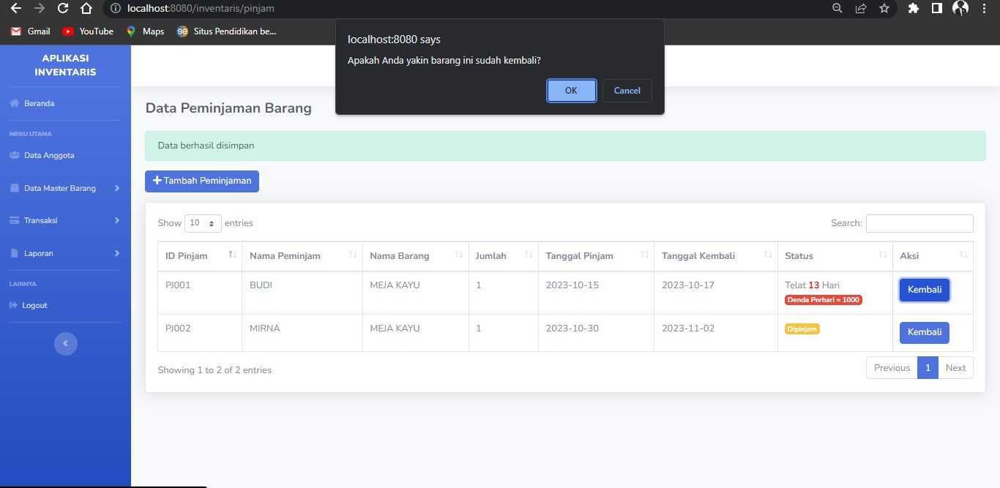 localhost:8080/inventaris/pinjam
Gmail YouTube Maps Situs Pendidikan be...
localhost:8080 says
Apakah Anda yakin barang ini sudah kembali?
OK Cancel
APLIKASI
INVENTARIS
Beranda
MENU UTAMA
Data Anggota
Data Master Barang
Transaksi
Laporan
LAINNYA
Logout
Data Peminjaman Barang
Data berhasil disimpan
Tambah Peminjaman
Show 10 entries Search:
ID Pinjam Nama Peminjam Nama Barang Jumlah Tanggal Pinjam Tanggal Kembali Status Aksi
PJ001 BUDI MEJA KAYU 1 2023-10-15 2023-10-17 Telat 13 Hari Kembali
Denda Perhari = 1000
PJ002 MIRNA MEJA KAYU 1 2023-10-30 2023-11-02 Dipinjam Kembali
Showing 1 to 2 of 2 entries Previous 1 Next